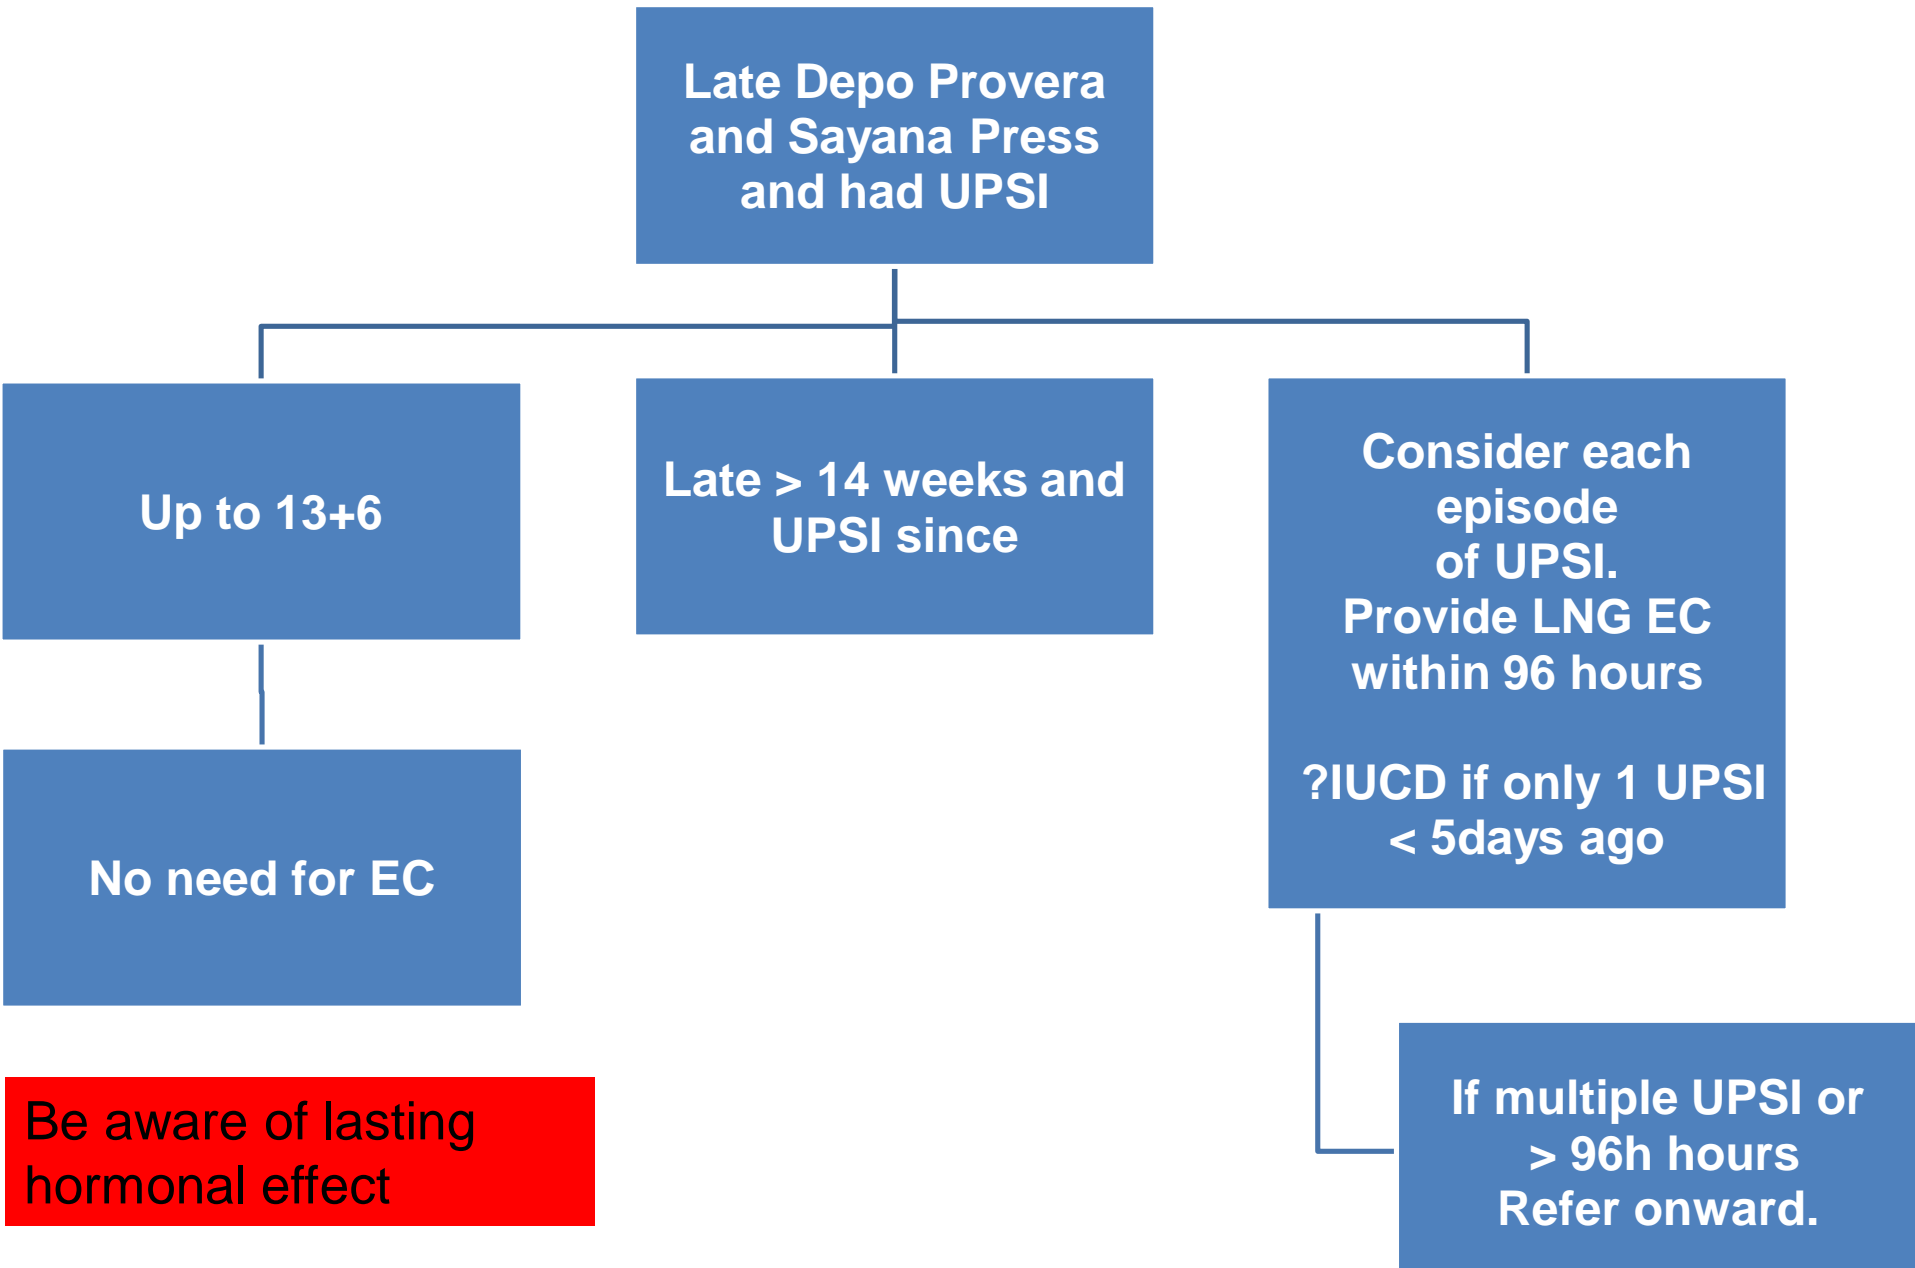 Late Depo Provera
and Sayana Press
and had UPSI
Up to 13+6
No need for EC
Late > 14 weeks and
UPSI since
Consider each
episode
of UPSI.
Provide LNG EC
within 96 hours
?IUCD if only 1 UPSI
< 5days ago
If multiple UPSI or
> 96h hours
Refer onward.
Be aware of lasting
hormonal effect